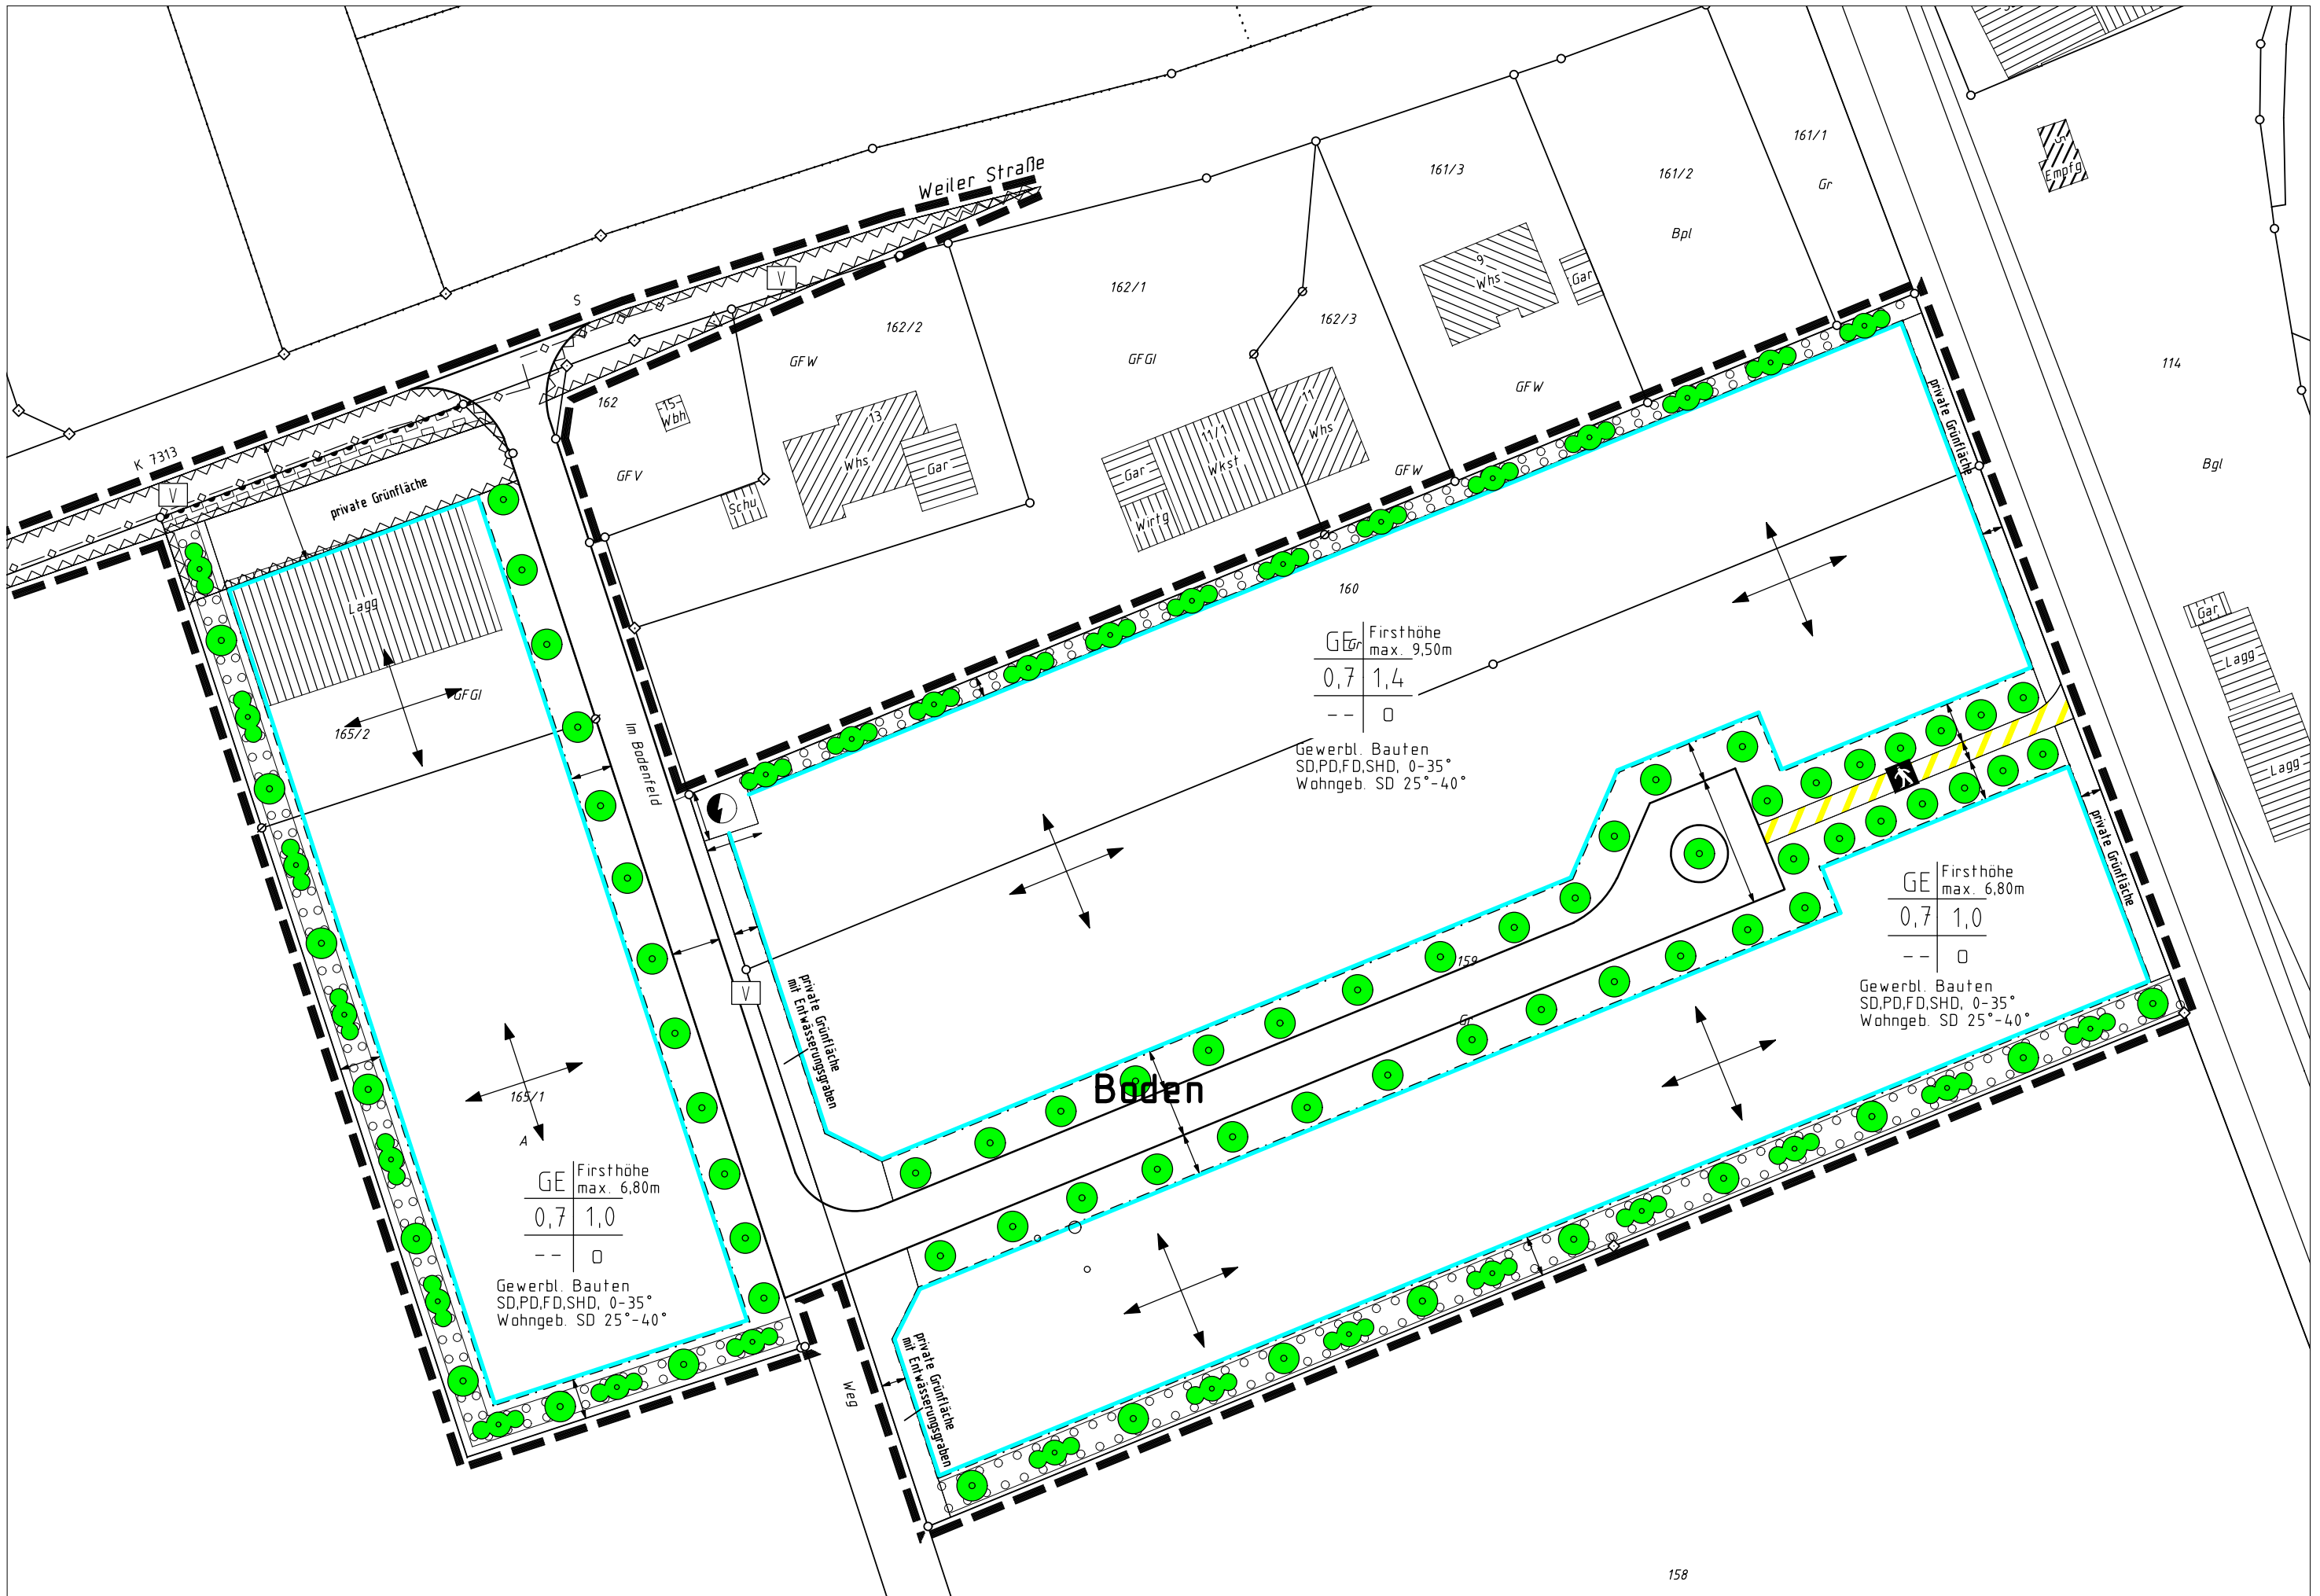 Weiler Straße
161/1
Gr
161/3
161/2
Bpl
5
Empfg
S
V
162/1
162/2
162/3
9
Whs
Gar
GFW
GFGI
GFW
114
162
15
Wbh
13
Whs
Gar
11
Whs
11/1
Wkst
Gar
Wirtg
GFW
private Grünfläche
K 7313
V
private Grünfläche
GFV
Schu
Bgl
Lagg
160
GE
Gr
Firsthöhe
max. 9,50m
0,7
1,4
--
o
Gewerbl. Bauten
SD,PD,FD,SHD, 0-35°
Wohngeb. SD 25°-40°
Gar
Lagg
Lagg
GFGI
165/2
Im Bodenfeld
private Grünfläche
GE
Firsthöhe
max. 6,80m
0,7
1,0
--
o
Gewerbl. Bauten
SD,PD,FD,SHD, 0-35°
Wohngeb. SD 25°-40°
159
Gr
V
private Grünfläche
mit Entwässerungsgraben
Boden
165/1
A
GE
Firsthöhe
max. 6,80m
0,7
1,0
--
o
Gewerbl. Bauten
SD,PD,FD,SHD, 0-35°
Wohngeb. SD 25°-40°
Weg
private Grünfläche
mit Entwässerungsgraben
158